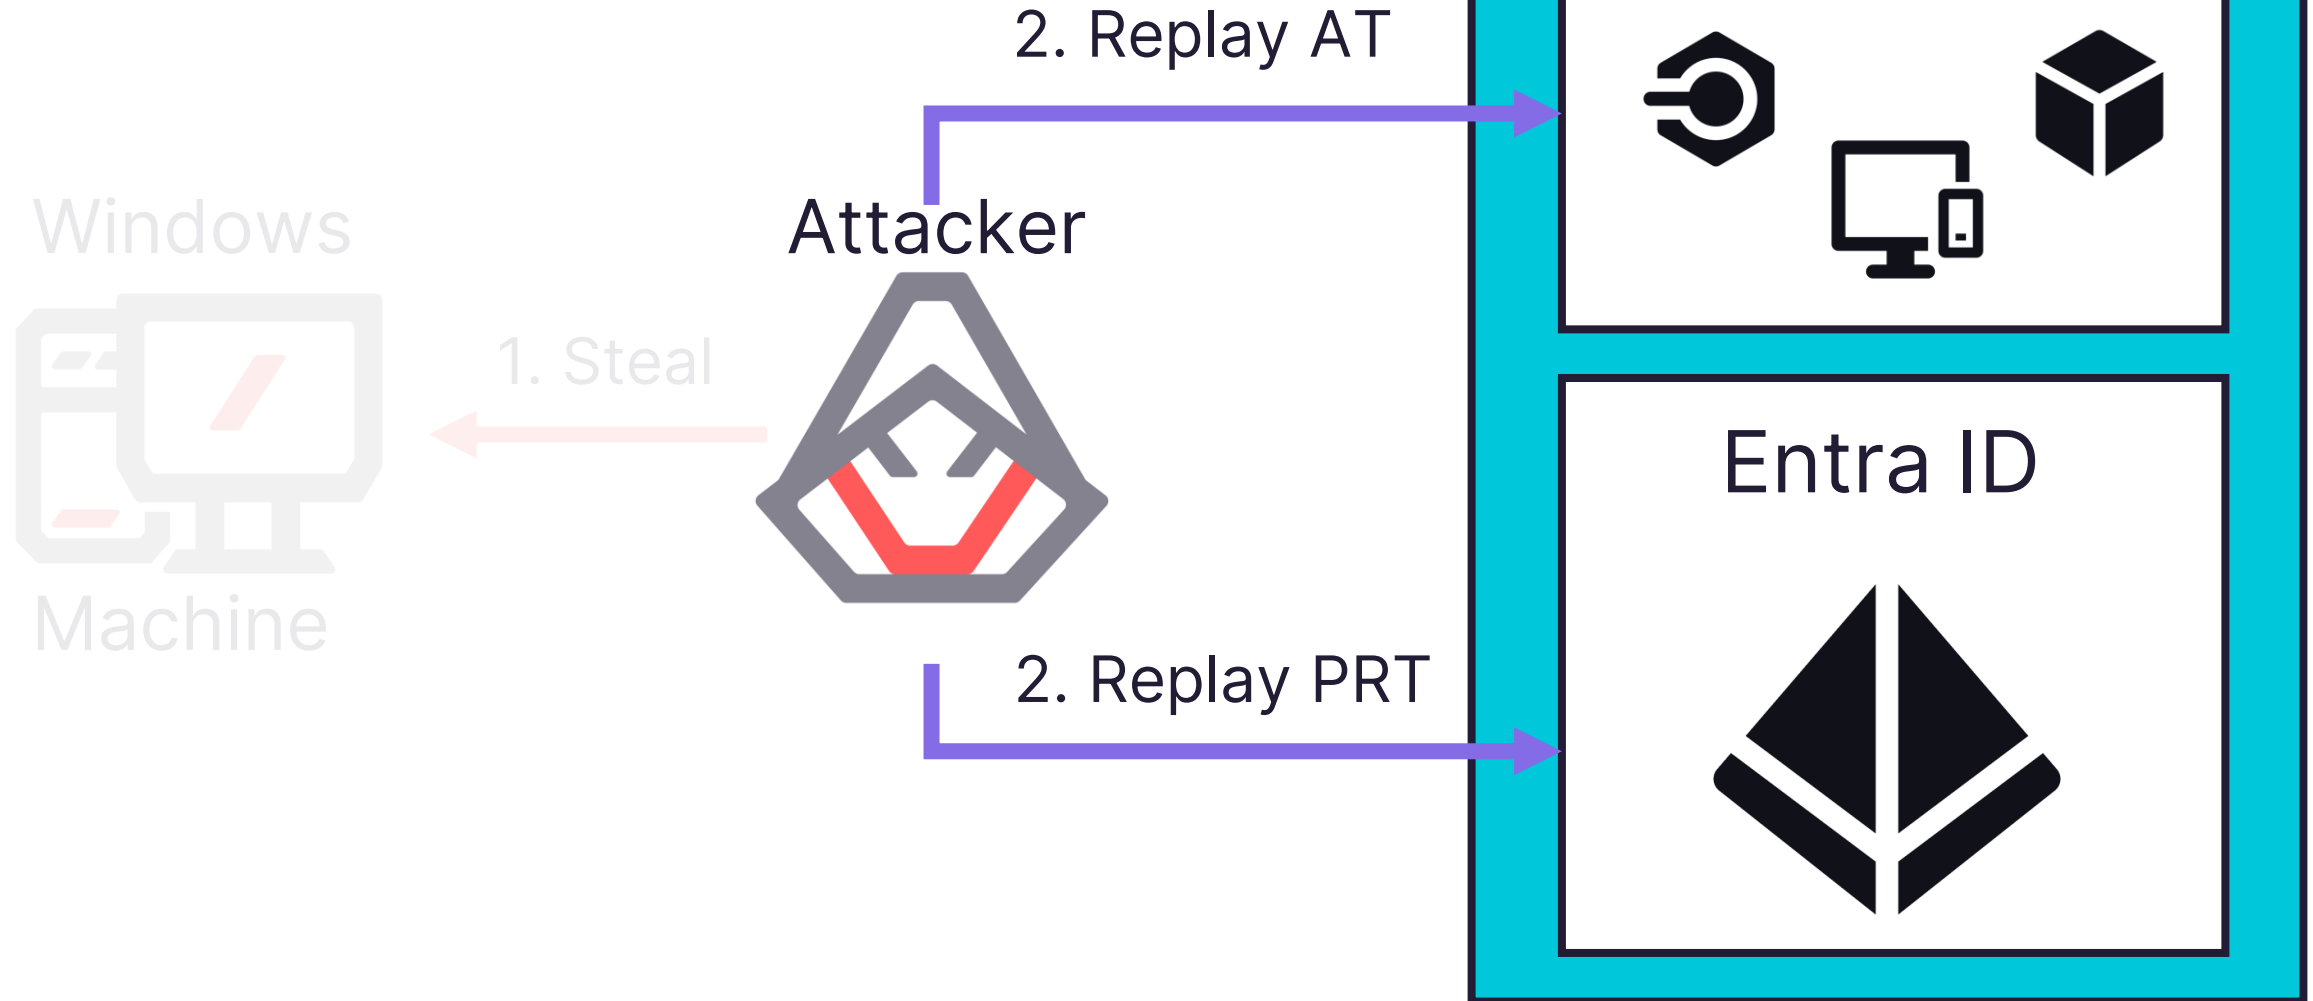 2. Replay AT
Windows
Attacker
1. Steal
Entra ID
Machine
2. Replay PRT